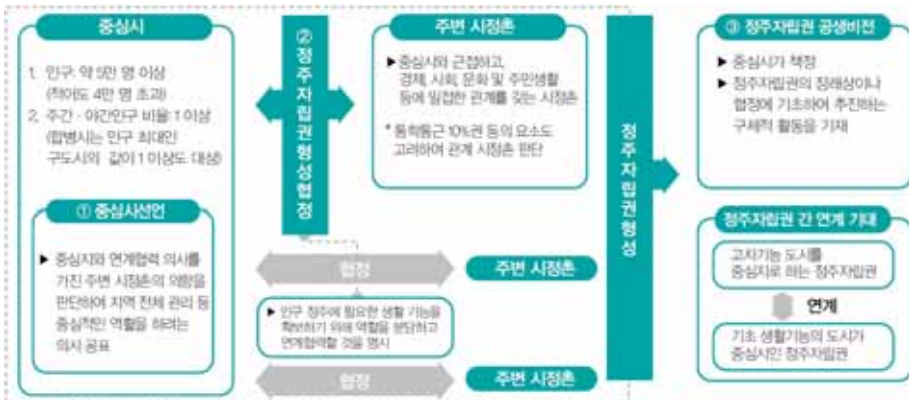 중심시
1. 인구: 약 5만 명 이상
(적어도 4만 명 초과)
2, 주간 · 야간인구 비율: 1 이상
(합병시는 인구 최대인
구도시의 값이 1 이상도 대상)
① 중심시선언
▶ 중심지와 연계협력 의사를
가진 주변 시정촌의 의향을
판단하여 지역 전체 관리 등
중심적인 역할을 하려는
의사 공표
②정주자립권형성협정
주변 시정촌
▶중심시와 근접하고,
경제, 사회, 문화 및 주민생활
등에 밀접한 관계를 갖는 시정촌
* 통학통근 10%권 등의 요소도
고려하여 관계 시정촌 판단
협정
주변 시정촌
▶ 인구 정주에 필요한 생활 기능을
확보하기 위해 역할을 분담하고
연계협력할 것을 명시
협정
주변 시정촌
정주자립권형성
③ 정주자립권 공생비전
▶ 중심시가 책정
▶ 정주자립권의 장래상이나
협정에 기초하여 추진하는
구체적 활동을 기재
정주자립권 간 연계 기대
고차기능 도시를
중심지로 하는 정주자립권
연계
기초 생활기능의 도시가
중심시인 정주자립권